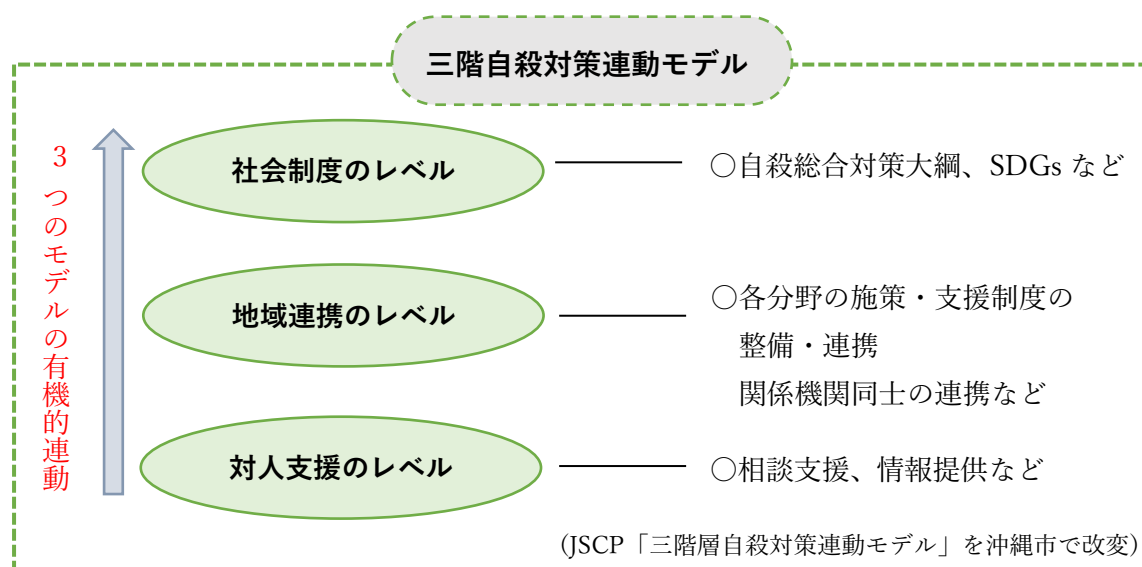 三階自殺対策連動モデル
3つのモデルの有機的連動
社会制度のレベル
○自殺総合対策大綱、SDGs など
地域連携のレベル
○各分野の施策・支援制度の
整備・連携
関係機関同士の連携など
対人支援のレベル
○相談支援、情報提供など
(JSCP「三階層自殺対策連動モデル」を沖縄市で改変)